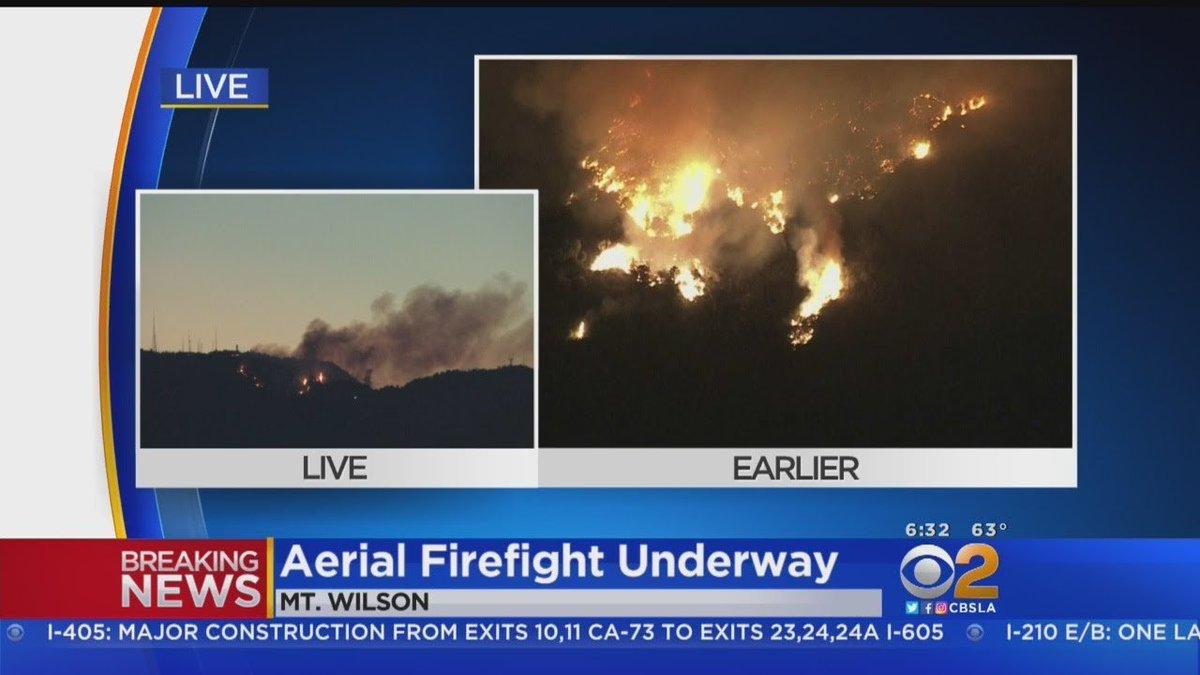 LIVE
LIVE
EARLIER
6:32 63°
BREAKING NEWS
Aerial Firefight Underway
MT. WILSON
2
CBSLA
I-405: MAJOR CONSTRUCTION FROM EXITS 10,11 CA-73 TO EXITS 23,24,24A I-605
I-210 E/B: ONE LA